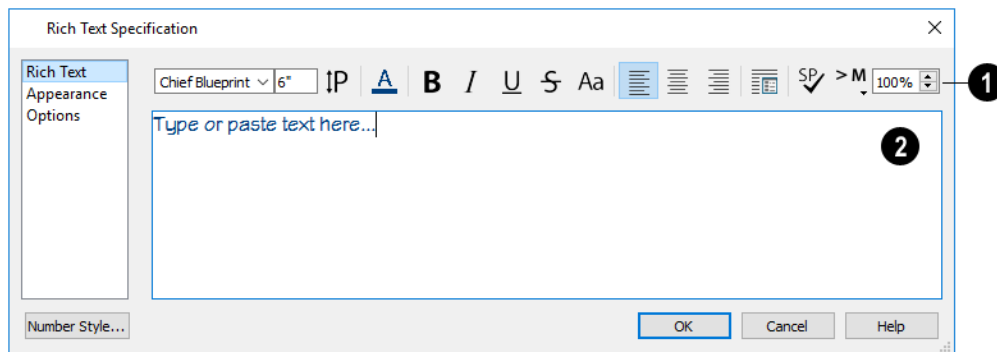 Rich Text Specification
Rich Text
Appearance
Options
Chief Blueprint 6" P A B I U S Aa SP > M 100% 1
Type or paste text here...
2
Number Style...
OK Cancel Help